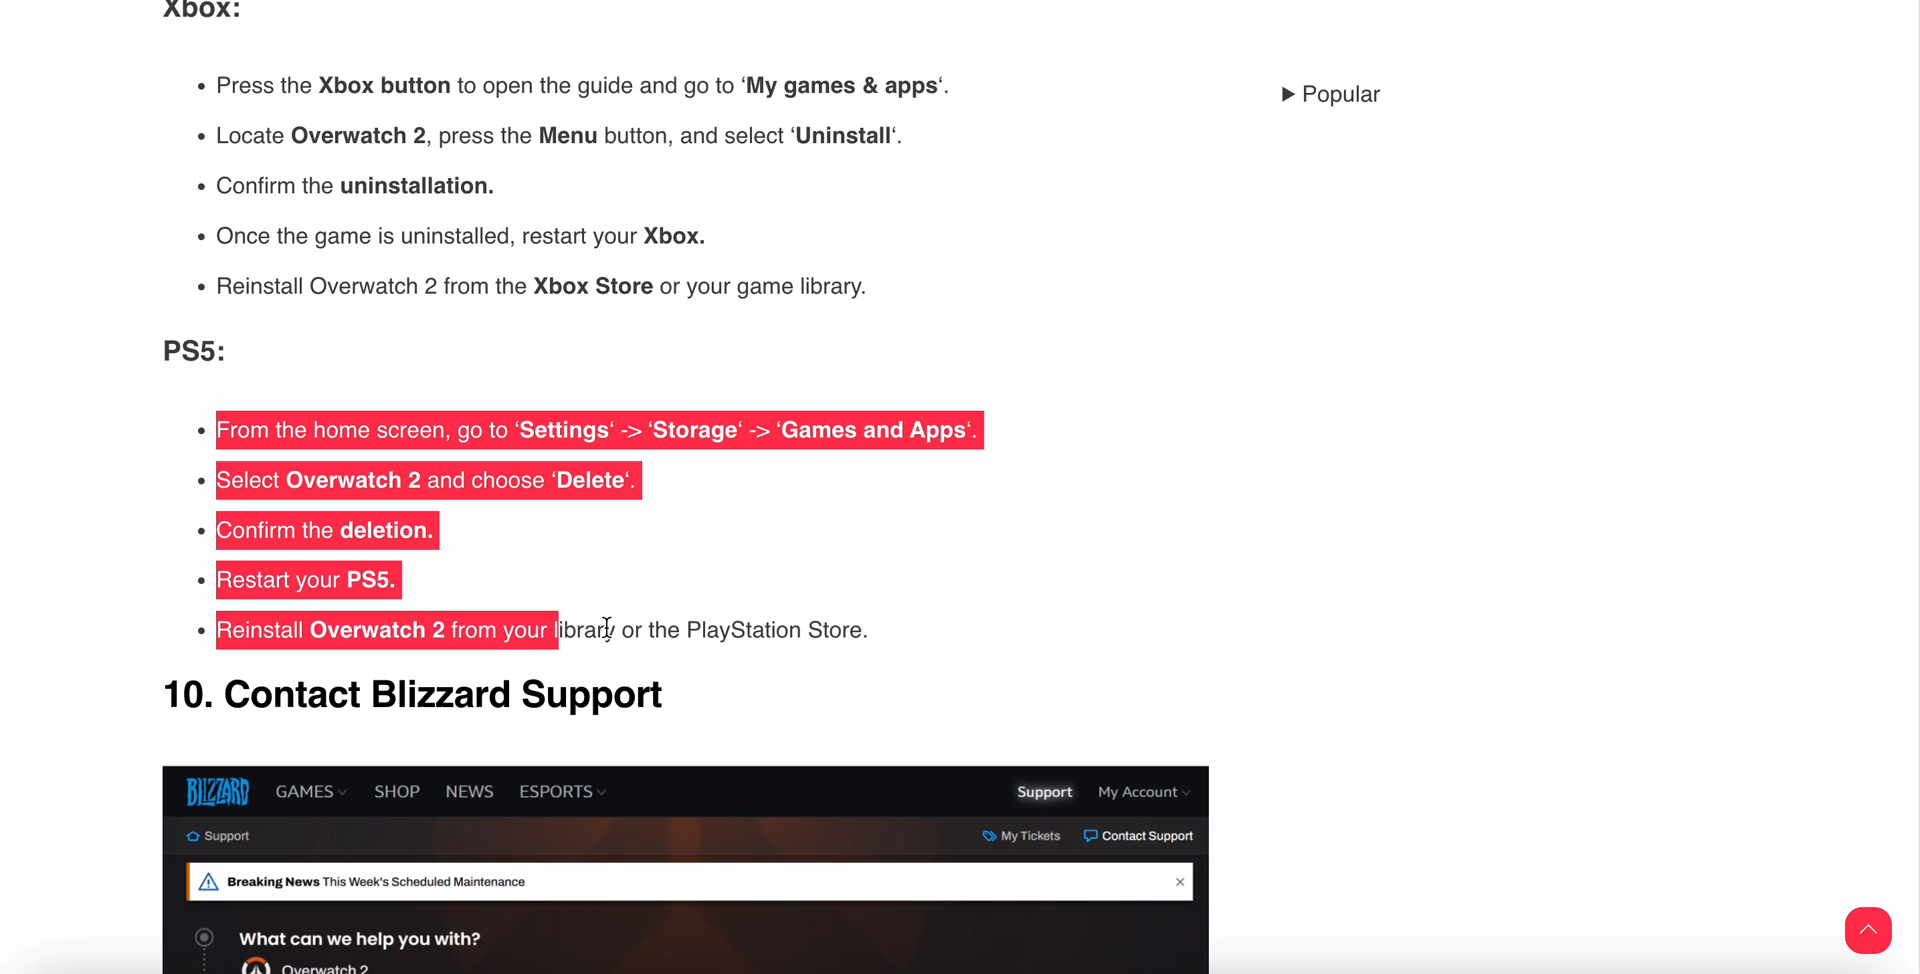 Xbox:
Press the Xbox button to open the guide and go to ‘My games & apps‘.
Popular
Locate Overwatch 2, press the Menu button, and select ‘Uninstall‘.
Confirm the uninstallation.
Once the game is uninstalled, restart your Xbox.
Reinstall Overwatch 2 from the Xbox Store or your game library.
PS5:
From the home screen, go to ‘Settings‘ -> ‘Storage‘ -> ‘Games and Apps‘.
Select Overwatch 2 and choose ‘Delete‘.
Confirm the deletion.
Restart your PS5.
Reinstall Overwatch 2 from your library or the PlayStation Store.
10. Contact Blizzard Support
BLIZZARD GAMES SHOP NEWS ESPORTS Support My Account
Support My Tickets Contact Support
Breaking News This Week's Scheduled Maintenance
What can we help you with?
Overwatch 2